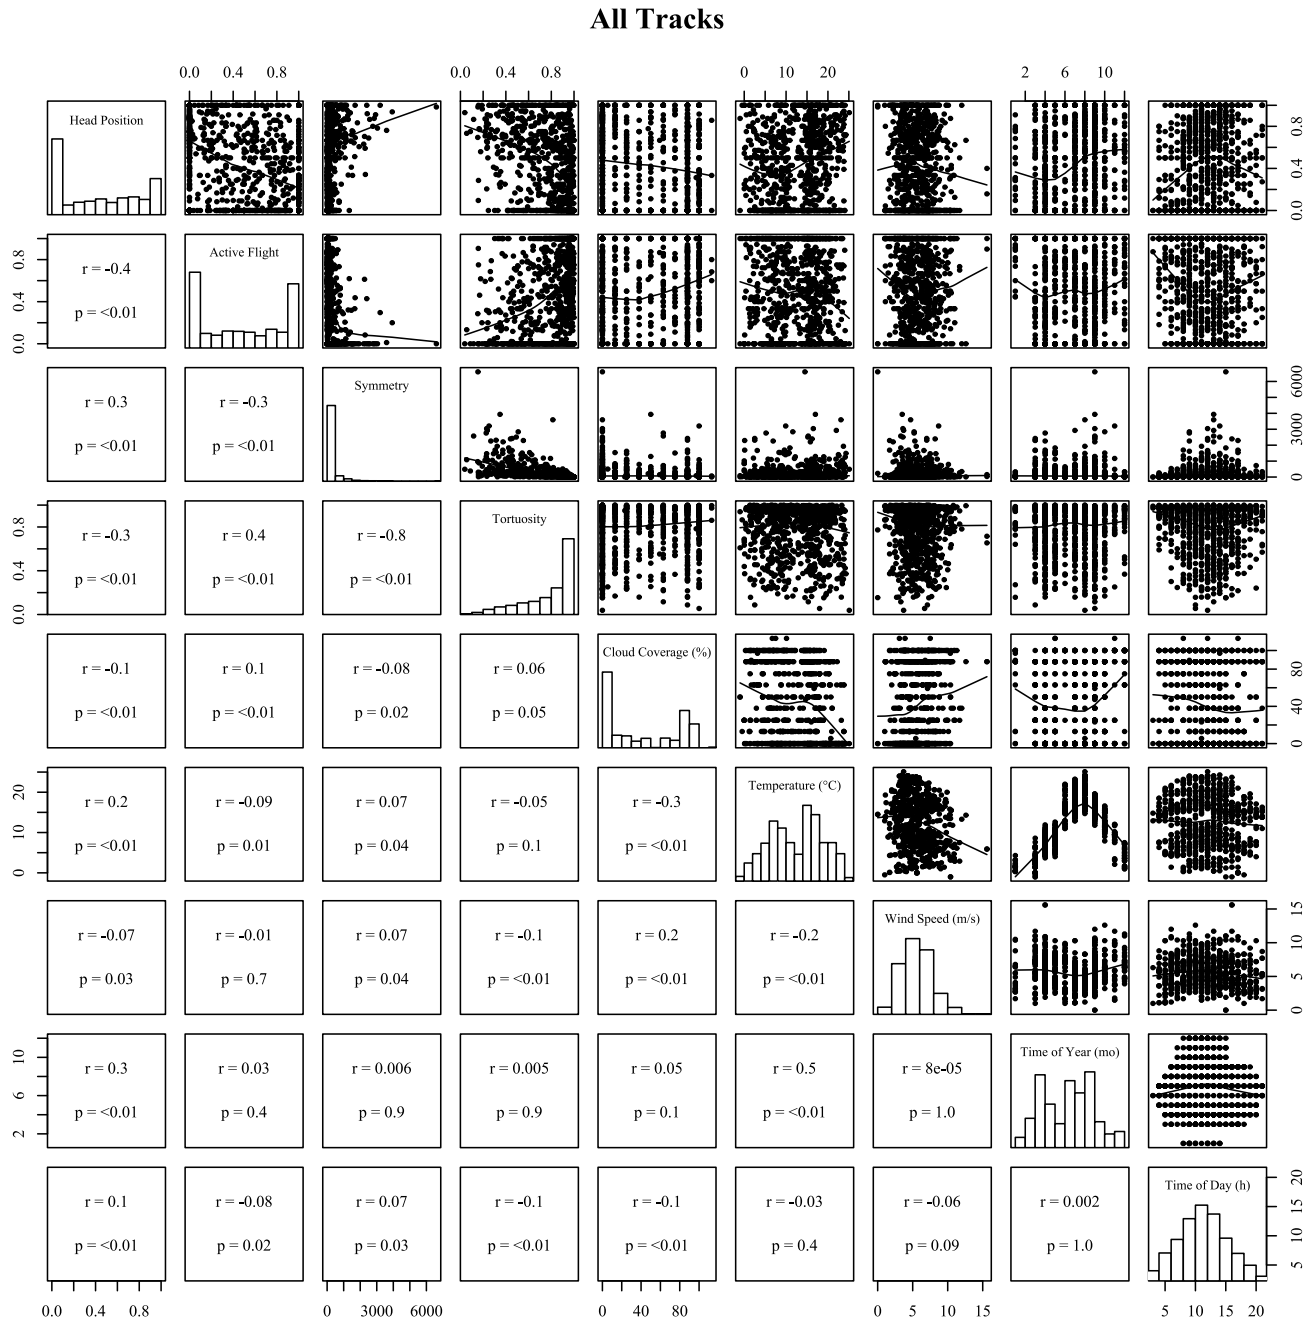 All Tracks
0.0 0.4 0.8
0.0 0.4 0.8
0 10 20
2 6 10
Head Position
0.0 0.4 0.8
0.0 0.4 0.8
r = -0.4
p = <0.01
Active Flight
r = 0.3
p = <0.01
r = -0.3
p = <0.01
Symmetry
0 3000 6000
0.0 0.4 0.8
r = -0.3
p = <0.01
r = 0.4
p = <0.01
r = -0.8
p = <0.01
Tortuosity
r = -0.1
p = <0.01
r = 0.1
p = <0.01
r = -0.08
p = 0.02
r = 0.06
p = 0.05
Cloud Coverage (%)
0 40 80
0 10 20
r = 0.2
p = <0.01
r = -0.09
p = 0.01
r = 0.07
p = 0.04
r = -0.05
p = 0.1
r = -0.3
p = <0.01
Temperature (°C)
r = -0.07
p = 0.03
r = -0.01
p = 0.7
r = 0.07
p = 0.04
r = -0.1
p = <0.01
r = 0.2
p = <0.01
r = -0.2
p = <0.01
Wind Speed (m/s)
0 5 10 15
2 6 10
r = 0.3
p = <0.01
r = 0.03
p = 0.4
r = 0.006
p = 0.9
r = 0.005
p = 0.9
r = 0.05
p = 0.1
r = 0.5
p = <0.01
r = 8e-05
p = 1.0
Time of Year (mo)
r = 0.1
p = <0.01
r = -0.08
p = 0.02
r = 0.07
p = 0.03
r = -0.1
p = <0.01
r = -0.1
p = <0.01
r = -0.03
p = 0.4
r = -0.06
p = 0.09
r = 0.002
p = 1.0
Time of Day (h)
5 10 15 20
0.0 0.4 0.8
0 3000 6000
0 40 80
0 5 10 15
5 10 15 20